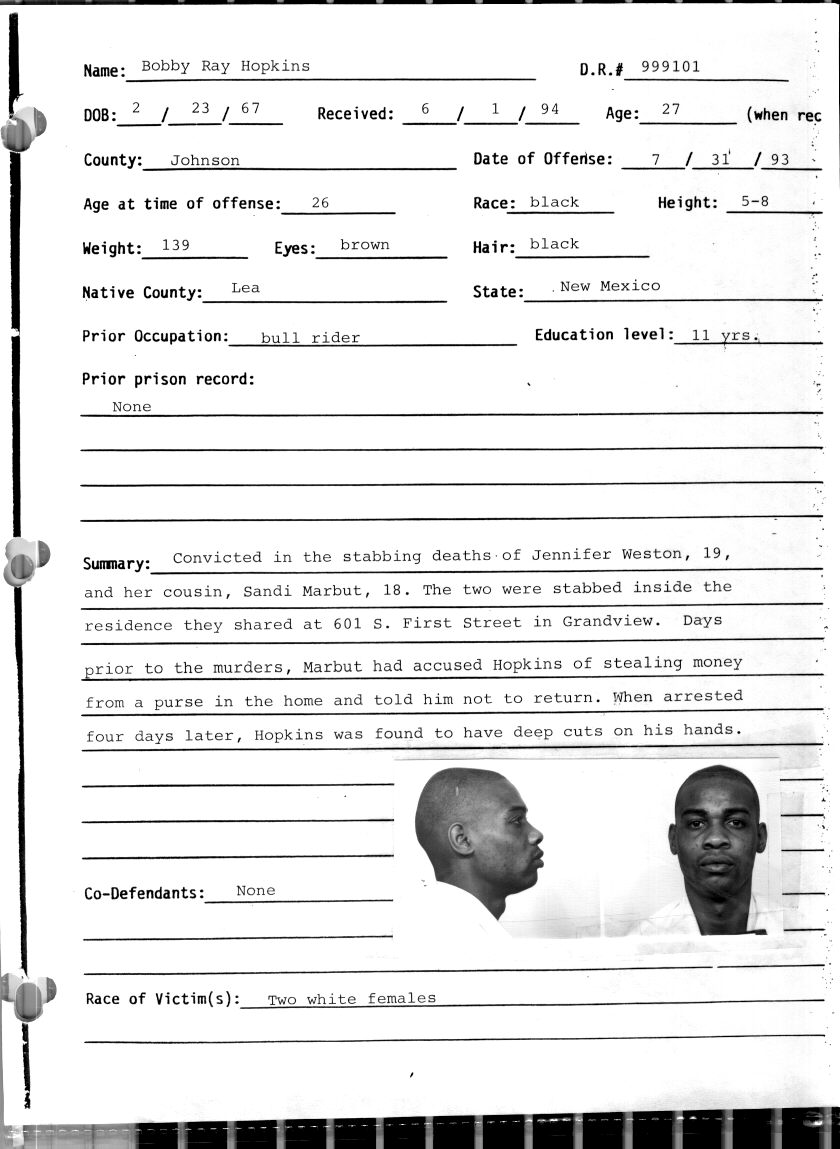 Name: Bobby Ray Hopkins D.R.# 999101
DOB: 2 / 23 / 67 Received: 6 / 1 / 94 Age: 27 (when rec
County: Johnson Date of Offense: 7 / 31 / 93
Age at time of offense: 26 Race: black Height: 5-8
Weight: 139 Eyes: brown Hair: black
Native County: Lea State: New Mexico
Prior Occupation: bull rider Education level: 11 yrs.
Prior prison record:
None
Summary: Convicted in the stabbing deaths of Jennifer Weston, 19,
and her cousin, Sandi Marbut, 18. The two were stabbed inside the
residence they shared at 601 S. First Street in Grandview. Days
prior to the murders, Marbut had accused Hopkins of stealing money
from a purse in the home and told him not to return. When arrested
four days later, Hopkins was found to have deep cuts on his hands.
Co-Defendants: None
Race of Victim(s): Two white females